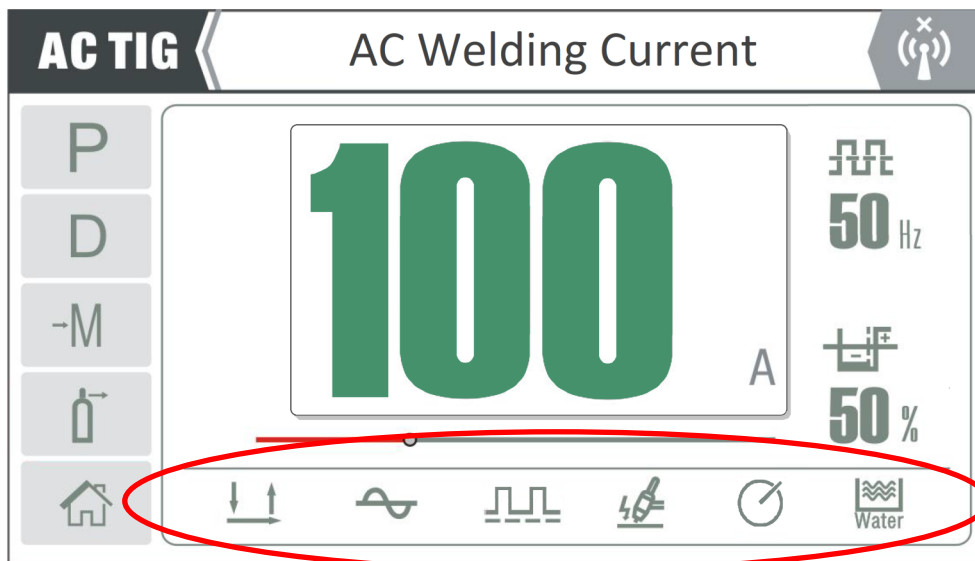 AC TIG
AC Welding Current
P
D
→M
100
A
50 Hz
50 %
Water